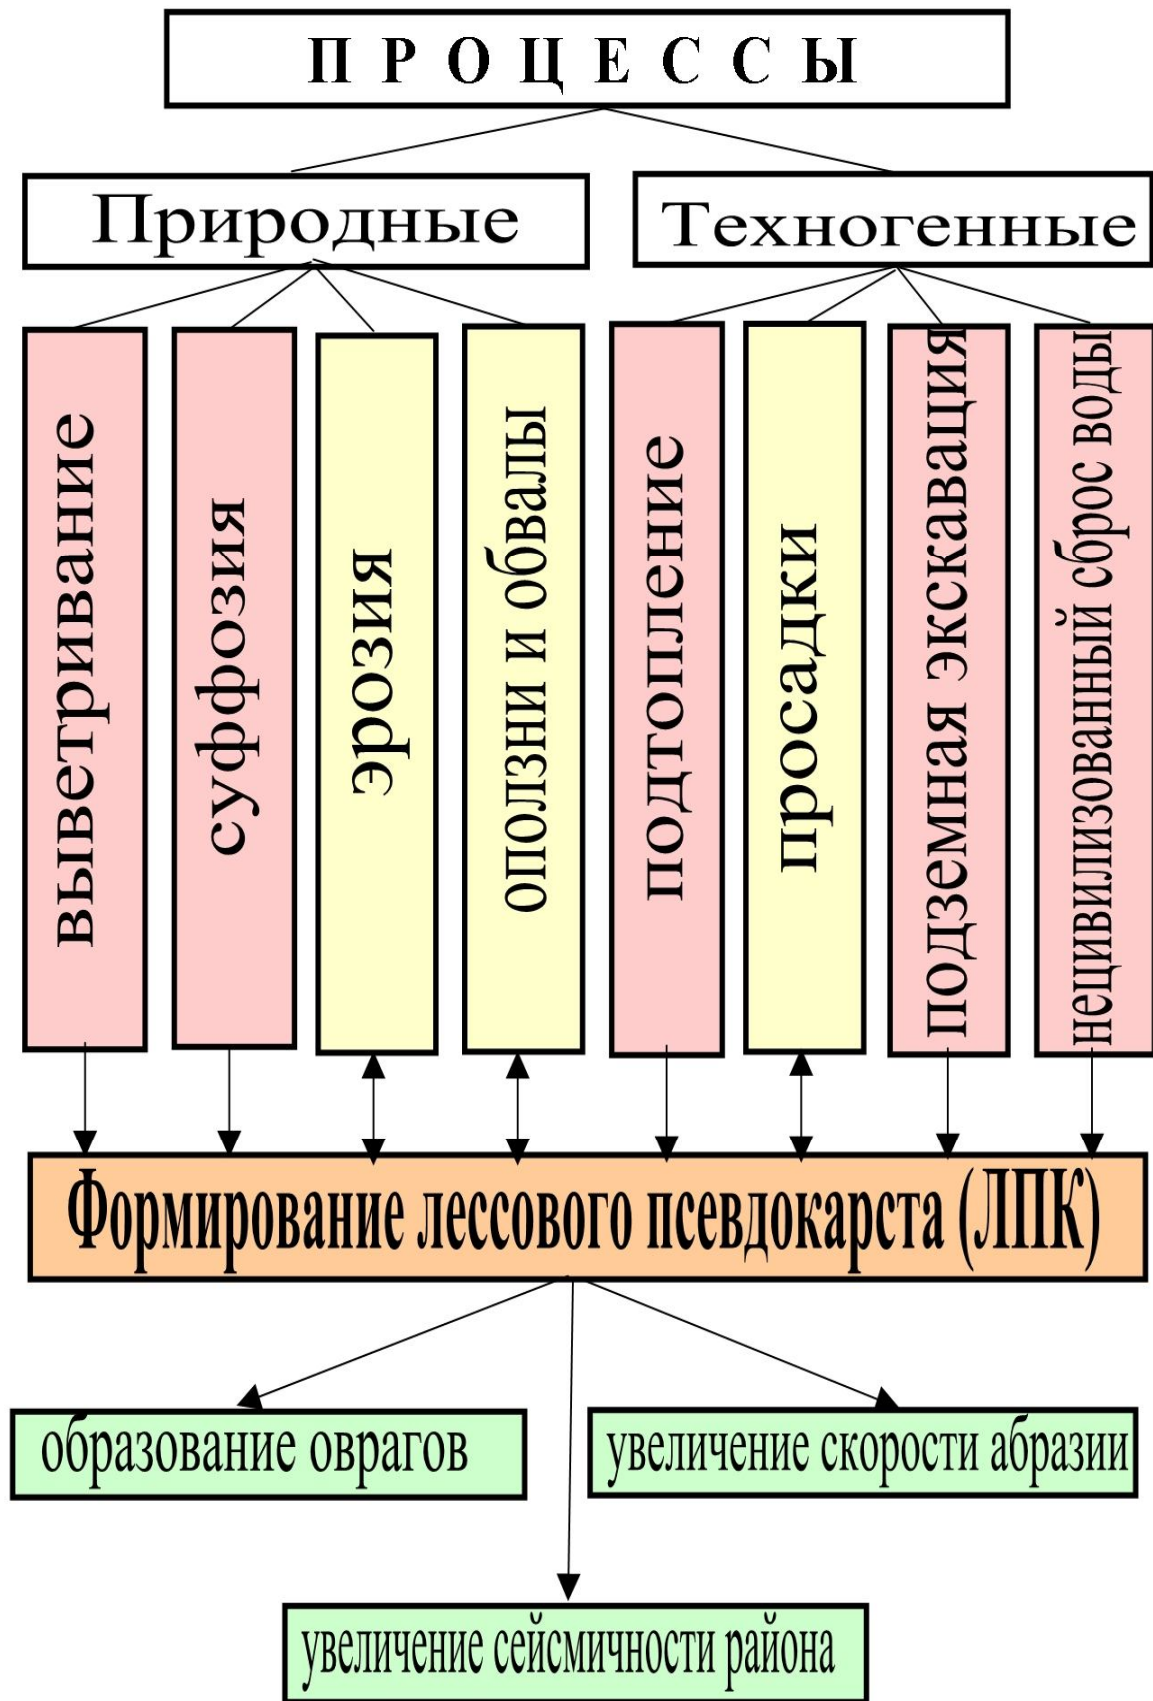 ПРОЦЕССЫ
Природные
Техногенные
выветривание
суффозия
эрозия
оползни и обвалы
подтопление
просадки
подземная экскавация
нецивилизованный сброс воды
Формирование лессового псевдокарста (ЛПК)
образование оврагов
увеличение скорости абразии
увеличение сейсмичности района